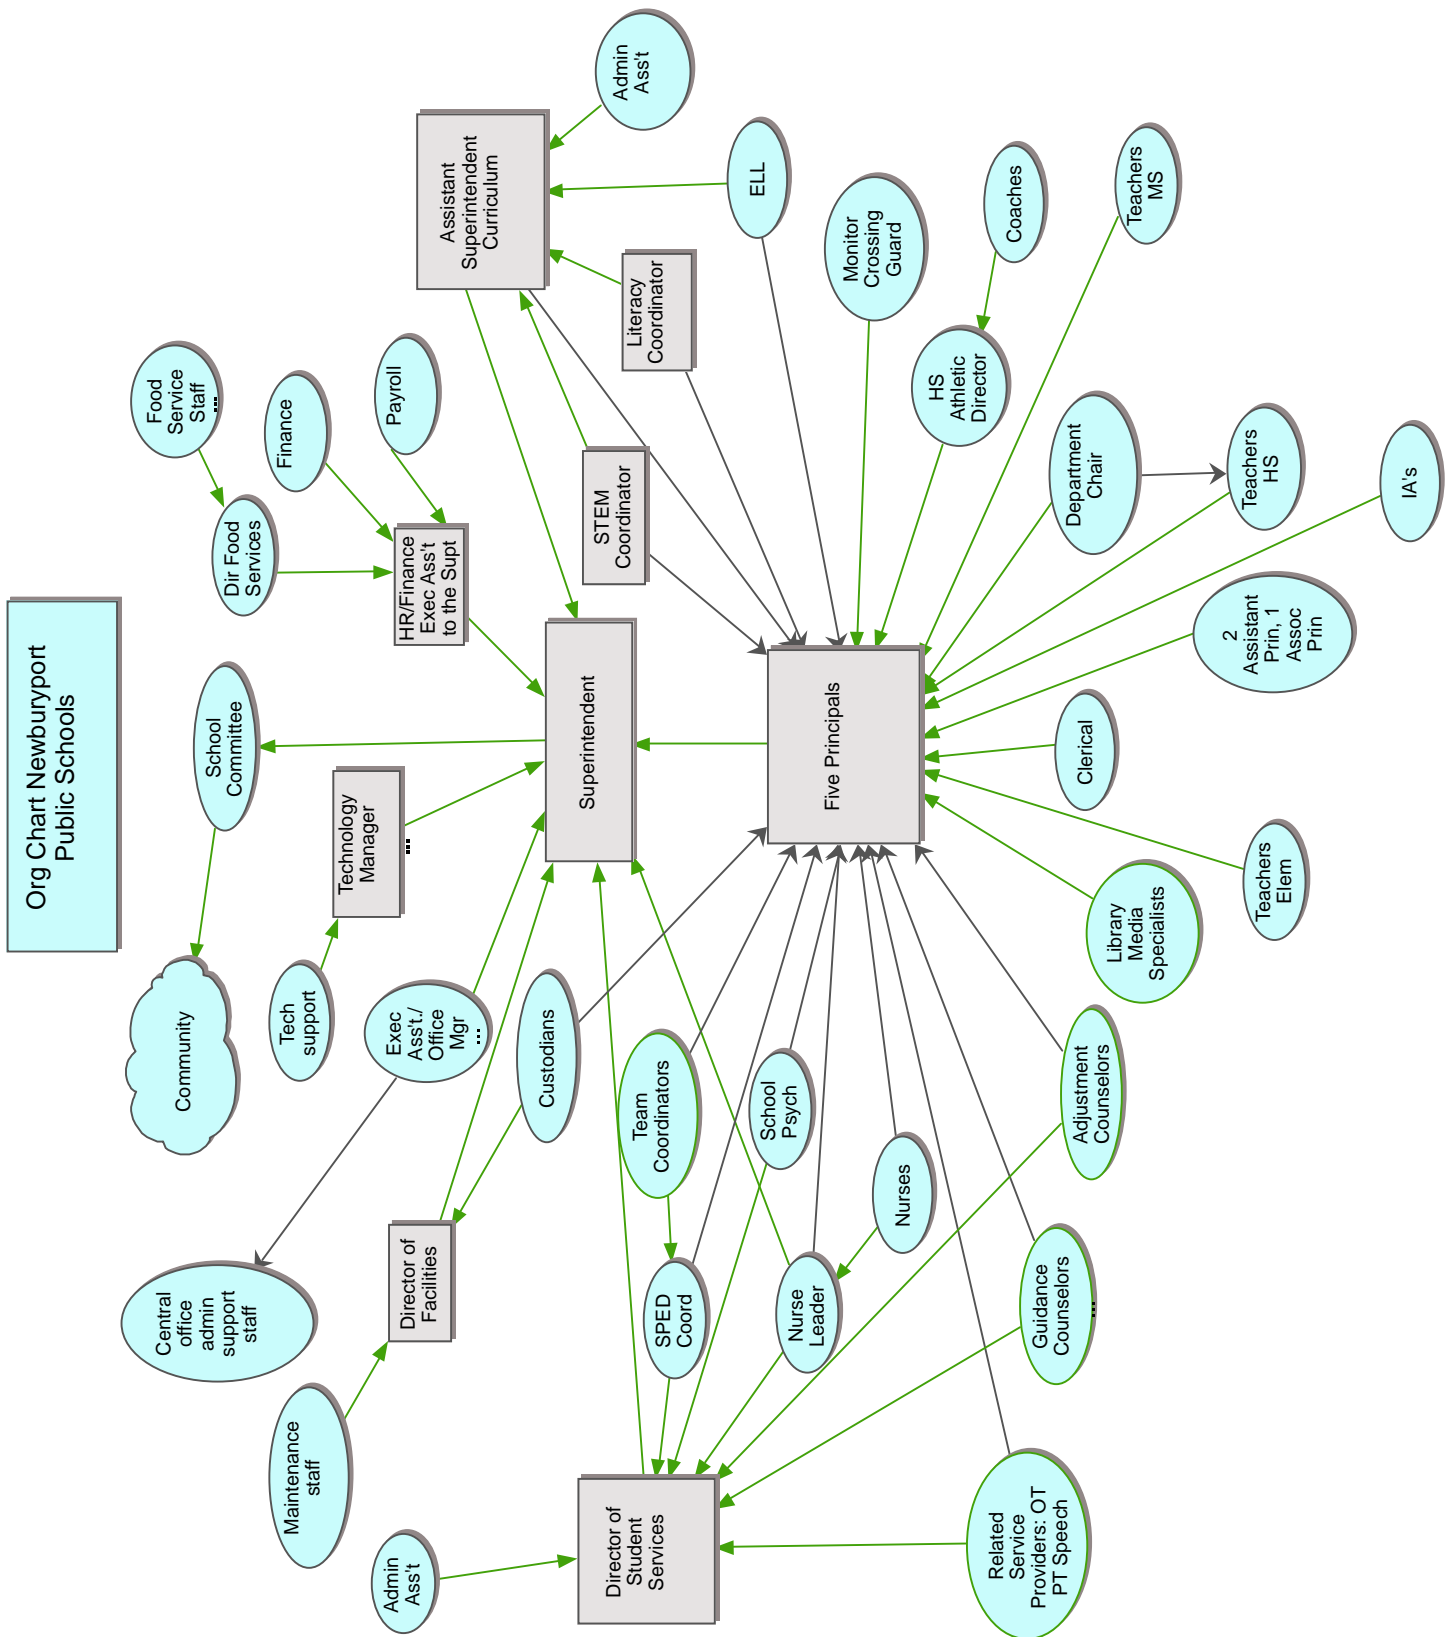 Org Chart Newburyport
Public Schools
Community
School
Committee
Central
office
admin
support
staff
Maintenance
staff
Tech
support
Dir Food
Services
Finance
Food
Service
Staff
Admin
Ass't
Director of
Facilities
Exec
Ass't./
Office
Mgr
Technology
Manager
HR/Finance
Exec Ass't
to the Supt
Payroll
Custodians
Superintendent
STEM
Coordinator
Literacy
Coordinator
Assistant
Superintendent
Curriculum
Admin
Ass't
Director of
Student
Services
SPED
Coord
Team
Coordinators
School
Psych
Nurse
Leader
Nurses
Five Principals
ELL
Monitor
Crossing
Guard
HS
Athletic
Director
Coaches
Related
Service
Providers: OT
PT Speech
Guidance
Counselors
Adjustment
Counselors
Library
Media
Specialists
Clerical
Department
Chair
Teachers
MS
Teachers
Elem
2
Assistant
Prin, 1
Assoc
Prin
Teachers
HS
IA's